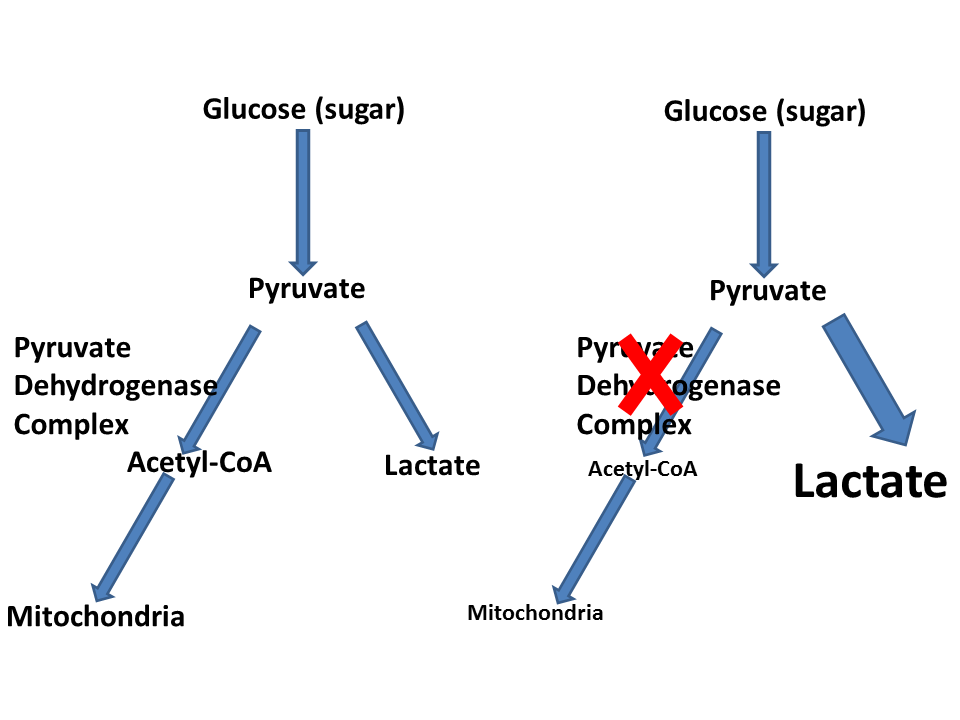 Glucose (sugar)
Pyruvate
Pyruvate
Dehydrogenase
Complex
Acetyl-CoA
Lactate
Mitochondria
Glucose (sugar)
Pyruvate
Pyruvate
Dehydrogenase
Complex
Acetyl-CoA
Lactate
Mitochondria